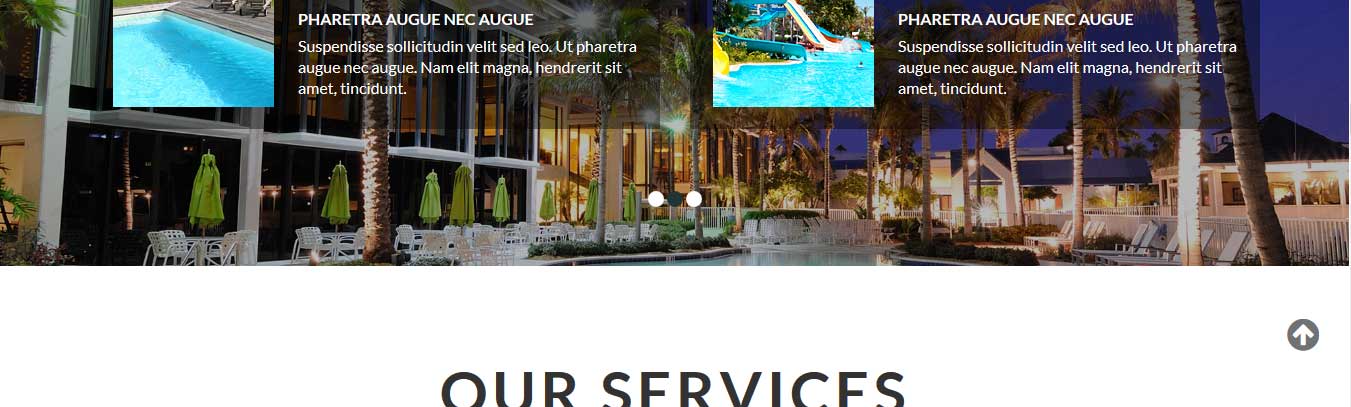 PHARETRA AUGUE NEC AUGUE
Suspendisse sollicitudin velit sed leo. Ut pharetra
augue nec augue. Nam elit magna, hendrerit sit
amet, tincidunt.
PHARETRA AUGUE NEC AUGUE
Suspendisse sollicitudin velit sed leo. Ut pharetra
augue nec augue. Nam elit magna, hendrerit sit
amet, tincidunt.
OUR SERVICES